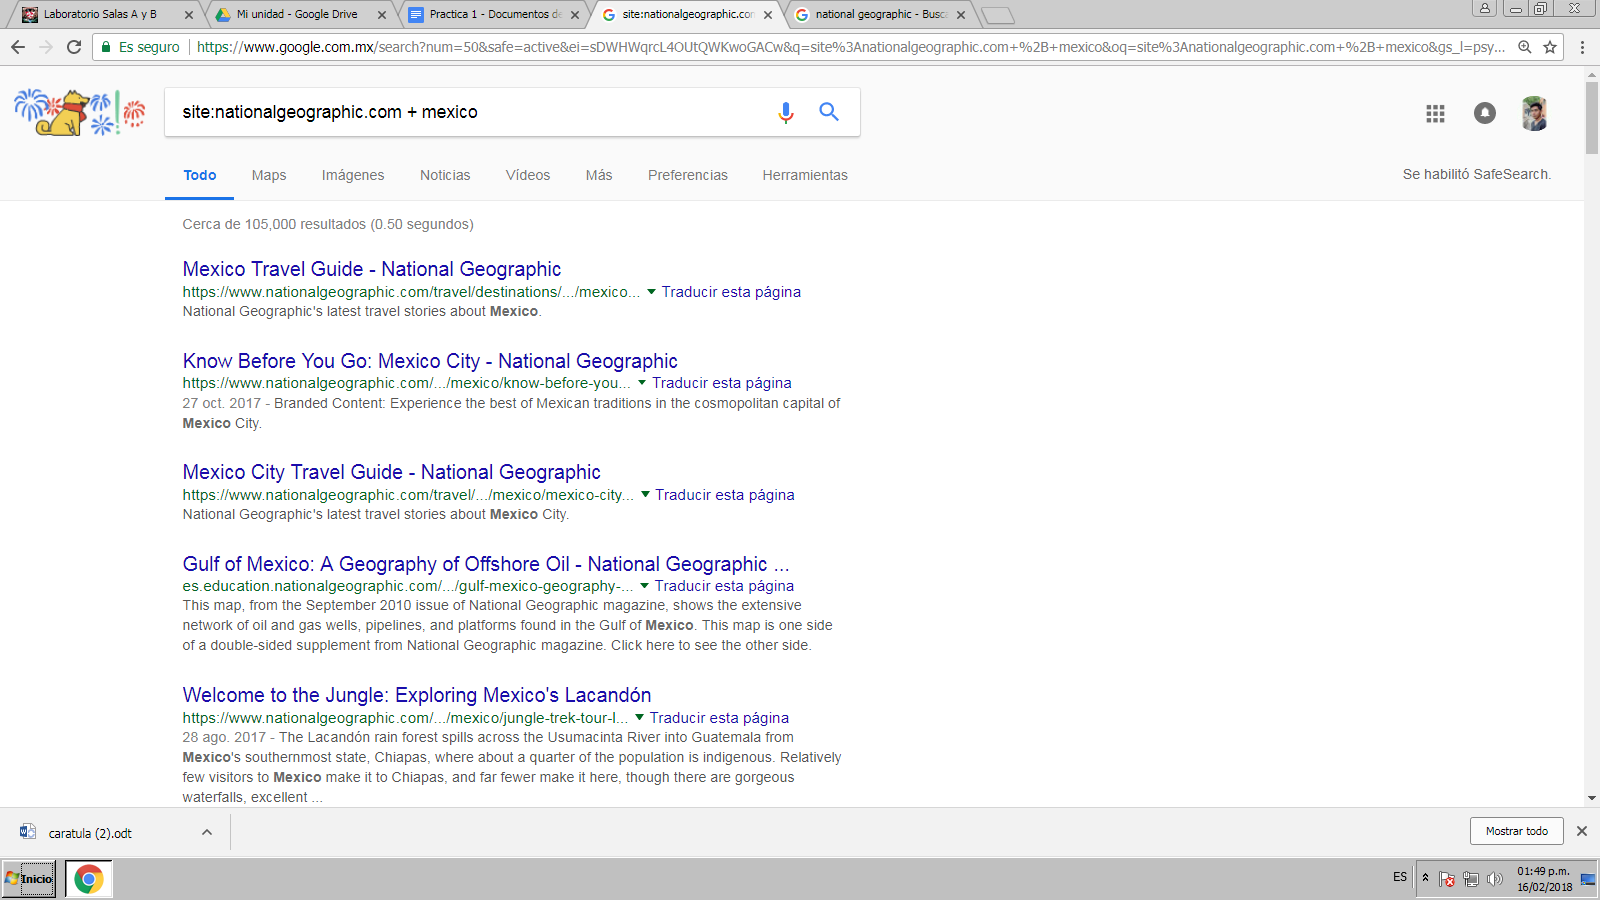 Laboratorio Salas A y B
Mi unidad - Google Drive
Practica 1 - Documentos de
site:nationalgeographic.com
national geographic - Busc
Es seguro
https://www.google.com.mx/search?num=50&safe=active&ei=sDWHWqrcL4OUtQWKwoGACw&q=site%3Anationalgeographic.com+%2B+mexico&oq=site%3Anationalgeographic.com+%2B+mexico&gs_l=psy...
site:nationalgeographic.com + mexico
Todo Maps Imágenes Noticias Vídeos Más Preferencias Herramientas
Se habilitó SafeSearch.
Cerca de 105,000 resultados (0.50 segundos)
Mexico Travel Guide - National Geographic
https://www.nationalgeographic.com/travel/destinations/.../mexico... Traducir esta página
National Geographic's latest travel stories about Mexico.
Know Before You Go: Mexico City - National Geographic
https://www.nationalgeographic.com/.../mexico/know-before-you... Traducir esta página
27 oct. 2017 - Branded Content: Experience the best of Mexican traditions in the cosmopolitan capital of
Mexico City.
Mexico City Travel Guide - National Geographic
https://www.nationalgeographic.com/travel/.../mexico/mexico-city... Traducir esta página
National Geographic's latest travel stories about Mexico City.
Gulf of Mexico: A Geography of Offshore Oil - National Geographic ...
es.education.nationalgeographic.com/.../gulf-mexico-geography-... Traducir esta página
This map, from the September 2010 issue of National Geographic magazine, shows the extensive
network of oil and gas wells, pipelines, and platforms found in the Gulf of Mexico. This map is one side
of a double-sided supplement from National Geographic magazine. Click here to see the other side.
Welcome to the Jungle: Exploring Mexico's Lacandón
https://www.nationalgeographic.com/.../mexico/jungle-trek-tour-l... Traducir esta página
28 ago. 2017 - The Lacandón rain forest spills across the Usumacinta River into Guatemala from
Mexico's southernmost state, Chiapas, where about a quarter of the population is indigenous. Relatively
few visitors to Mexico make it to Chiapas, and far fewer make it here, though there are gorgeous
waterfalls, excellent ...
caratula (2).odt
Mostrar todo
Inicio
ES
01:49 p.m.
16/02/2018